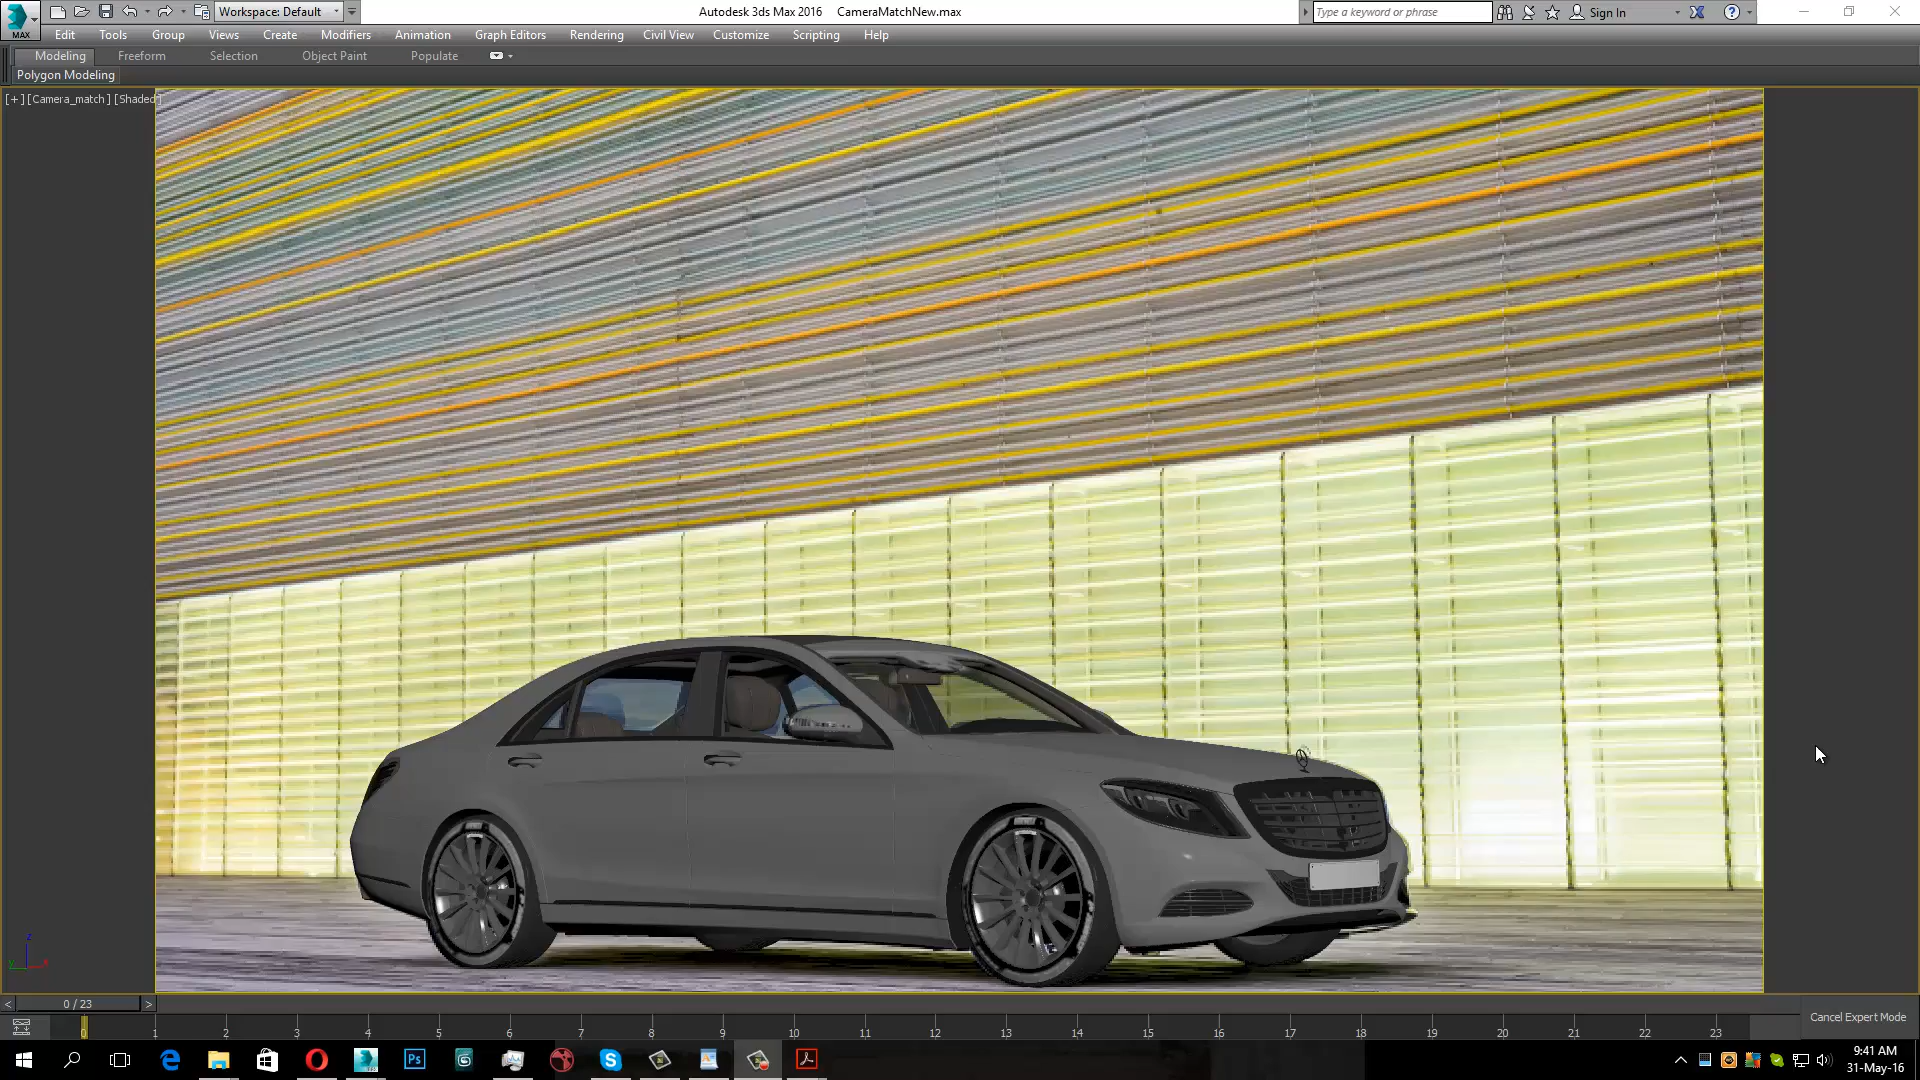 Workspace: Default
Autodesk 3ds Max 2016 CameraMatchNew.max
Type a keyword or phrase
Sign In
MAX
Edit Tools Group Views Create Modifiers Animation Graph Editors Rendering Civil View Customize Scripting Help
Modeling Freeform Selection Object Paint Populate
Polygon Modeling
[+] [Camera_match] [Shaded]
z
y x
< 0 / 23 >
0 1 2 3 4 5 6 7 8 9 10 11 12 13 14 15 16 17 18 19 20 21 22 23
Cancel Expert Mode
Ps
9:41 AM
31-May-16